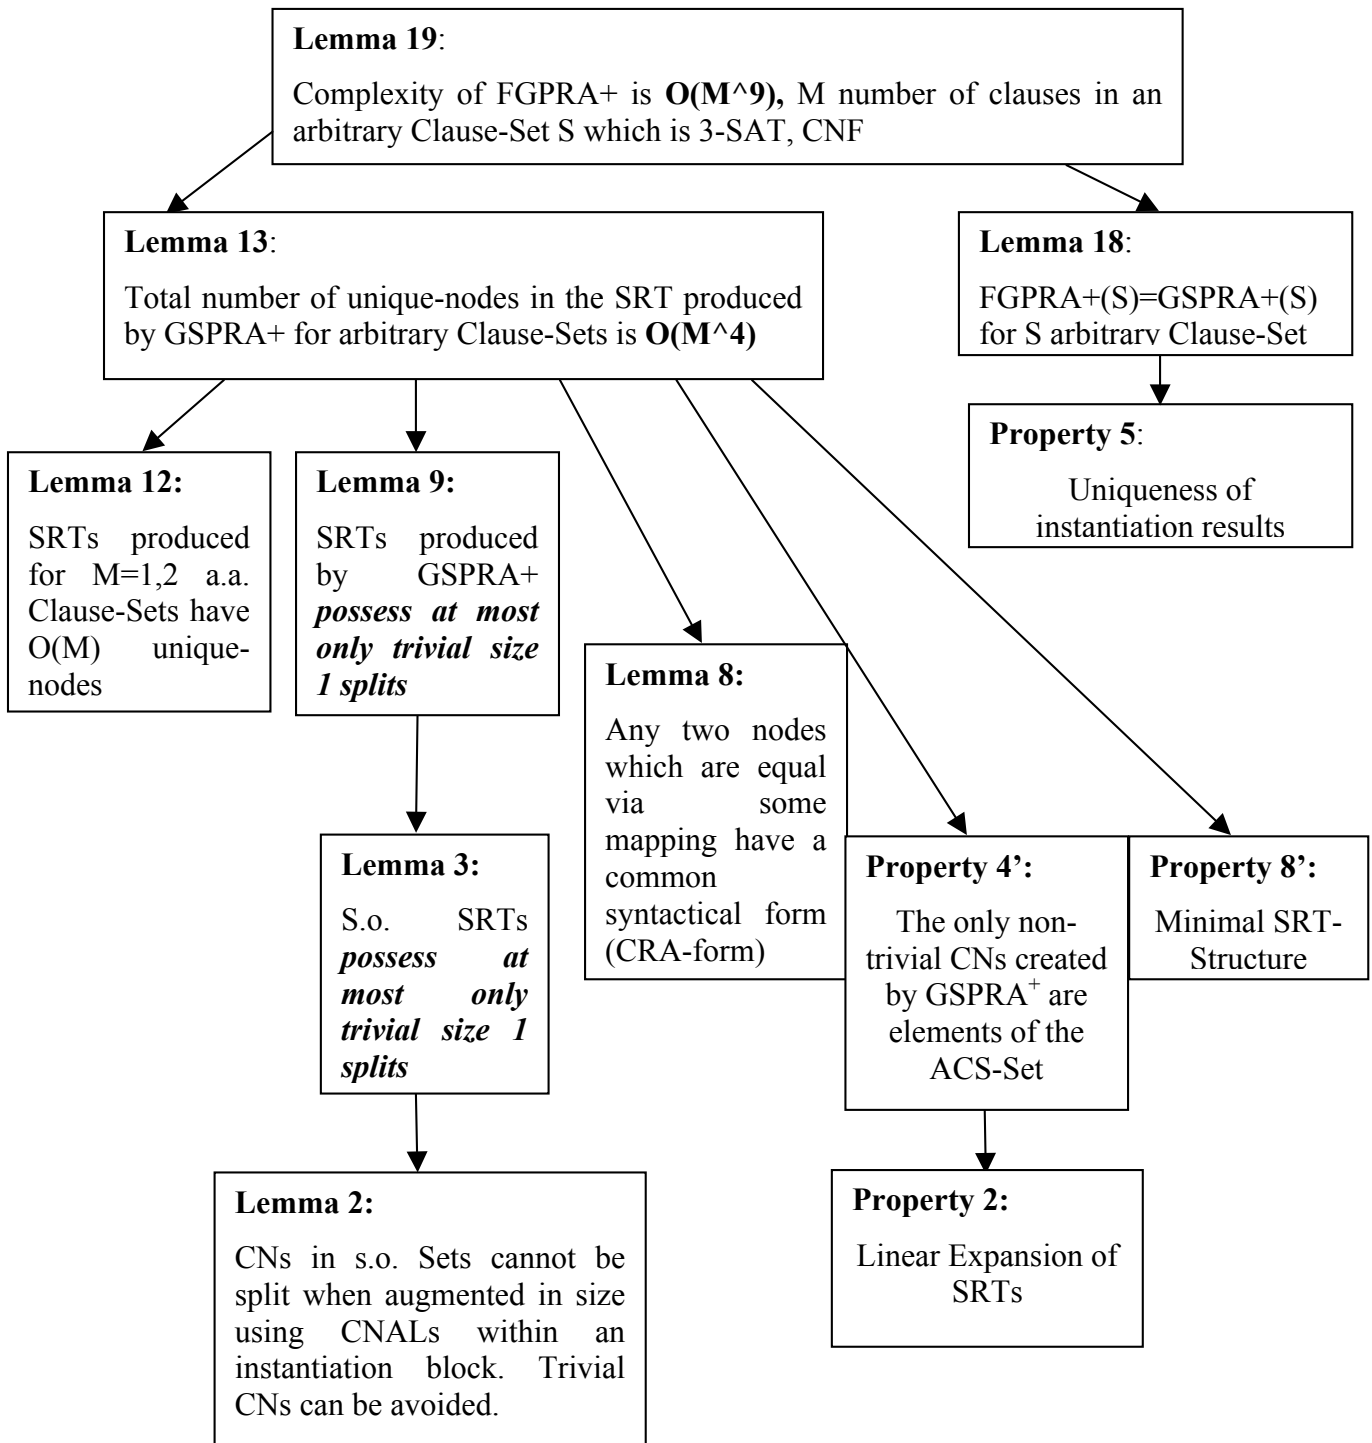 Lemma 19:
Complexity of FGPRA+ is O(M^9), M number of clauses in an
arbitrary Clause-Set S which is 3-SAT, CNF
Lemma 13:
Total number of unique-nodes in the SRT produced
by GSPRA+ for arbitrary Clause-Sets is O(M^4)
Lemma 18:
FGPRA+(S)=GSPRA+(S)
for S arbitrary Clause-Set
Property 5:
Uniqueness of
instantiation results
Lemma 12:
SRTs produced
for M=1,2 a.a.
Clause-Sets have
O(M) unique-
nodes
Lemma 9:
SRTs produced
by GSPRA+
possess at most
only trivial size
1 splits
Lemma 8:
Any two nodes
which are equal
via some
mapping have a
common
syntactical form
(CRA-form)
Lemma 3:
S.o. SRTs
possess at
most only
trivial size 1
splits
Property 4’:
The only non-
trivial CNs created
by GSPRA⁺ are
elements of the
ACS-Set
Property 8’:
Minimal SRT-
Structure
Lemma 2:
CNs in s.o. Sets cannot be
split when augmented in size
using CNALs within an
instantiation block. Trivial
CNs can be avoided.
Property 2:
Linear Expansion of
SRTs